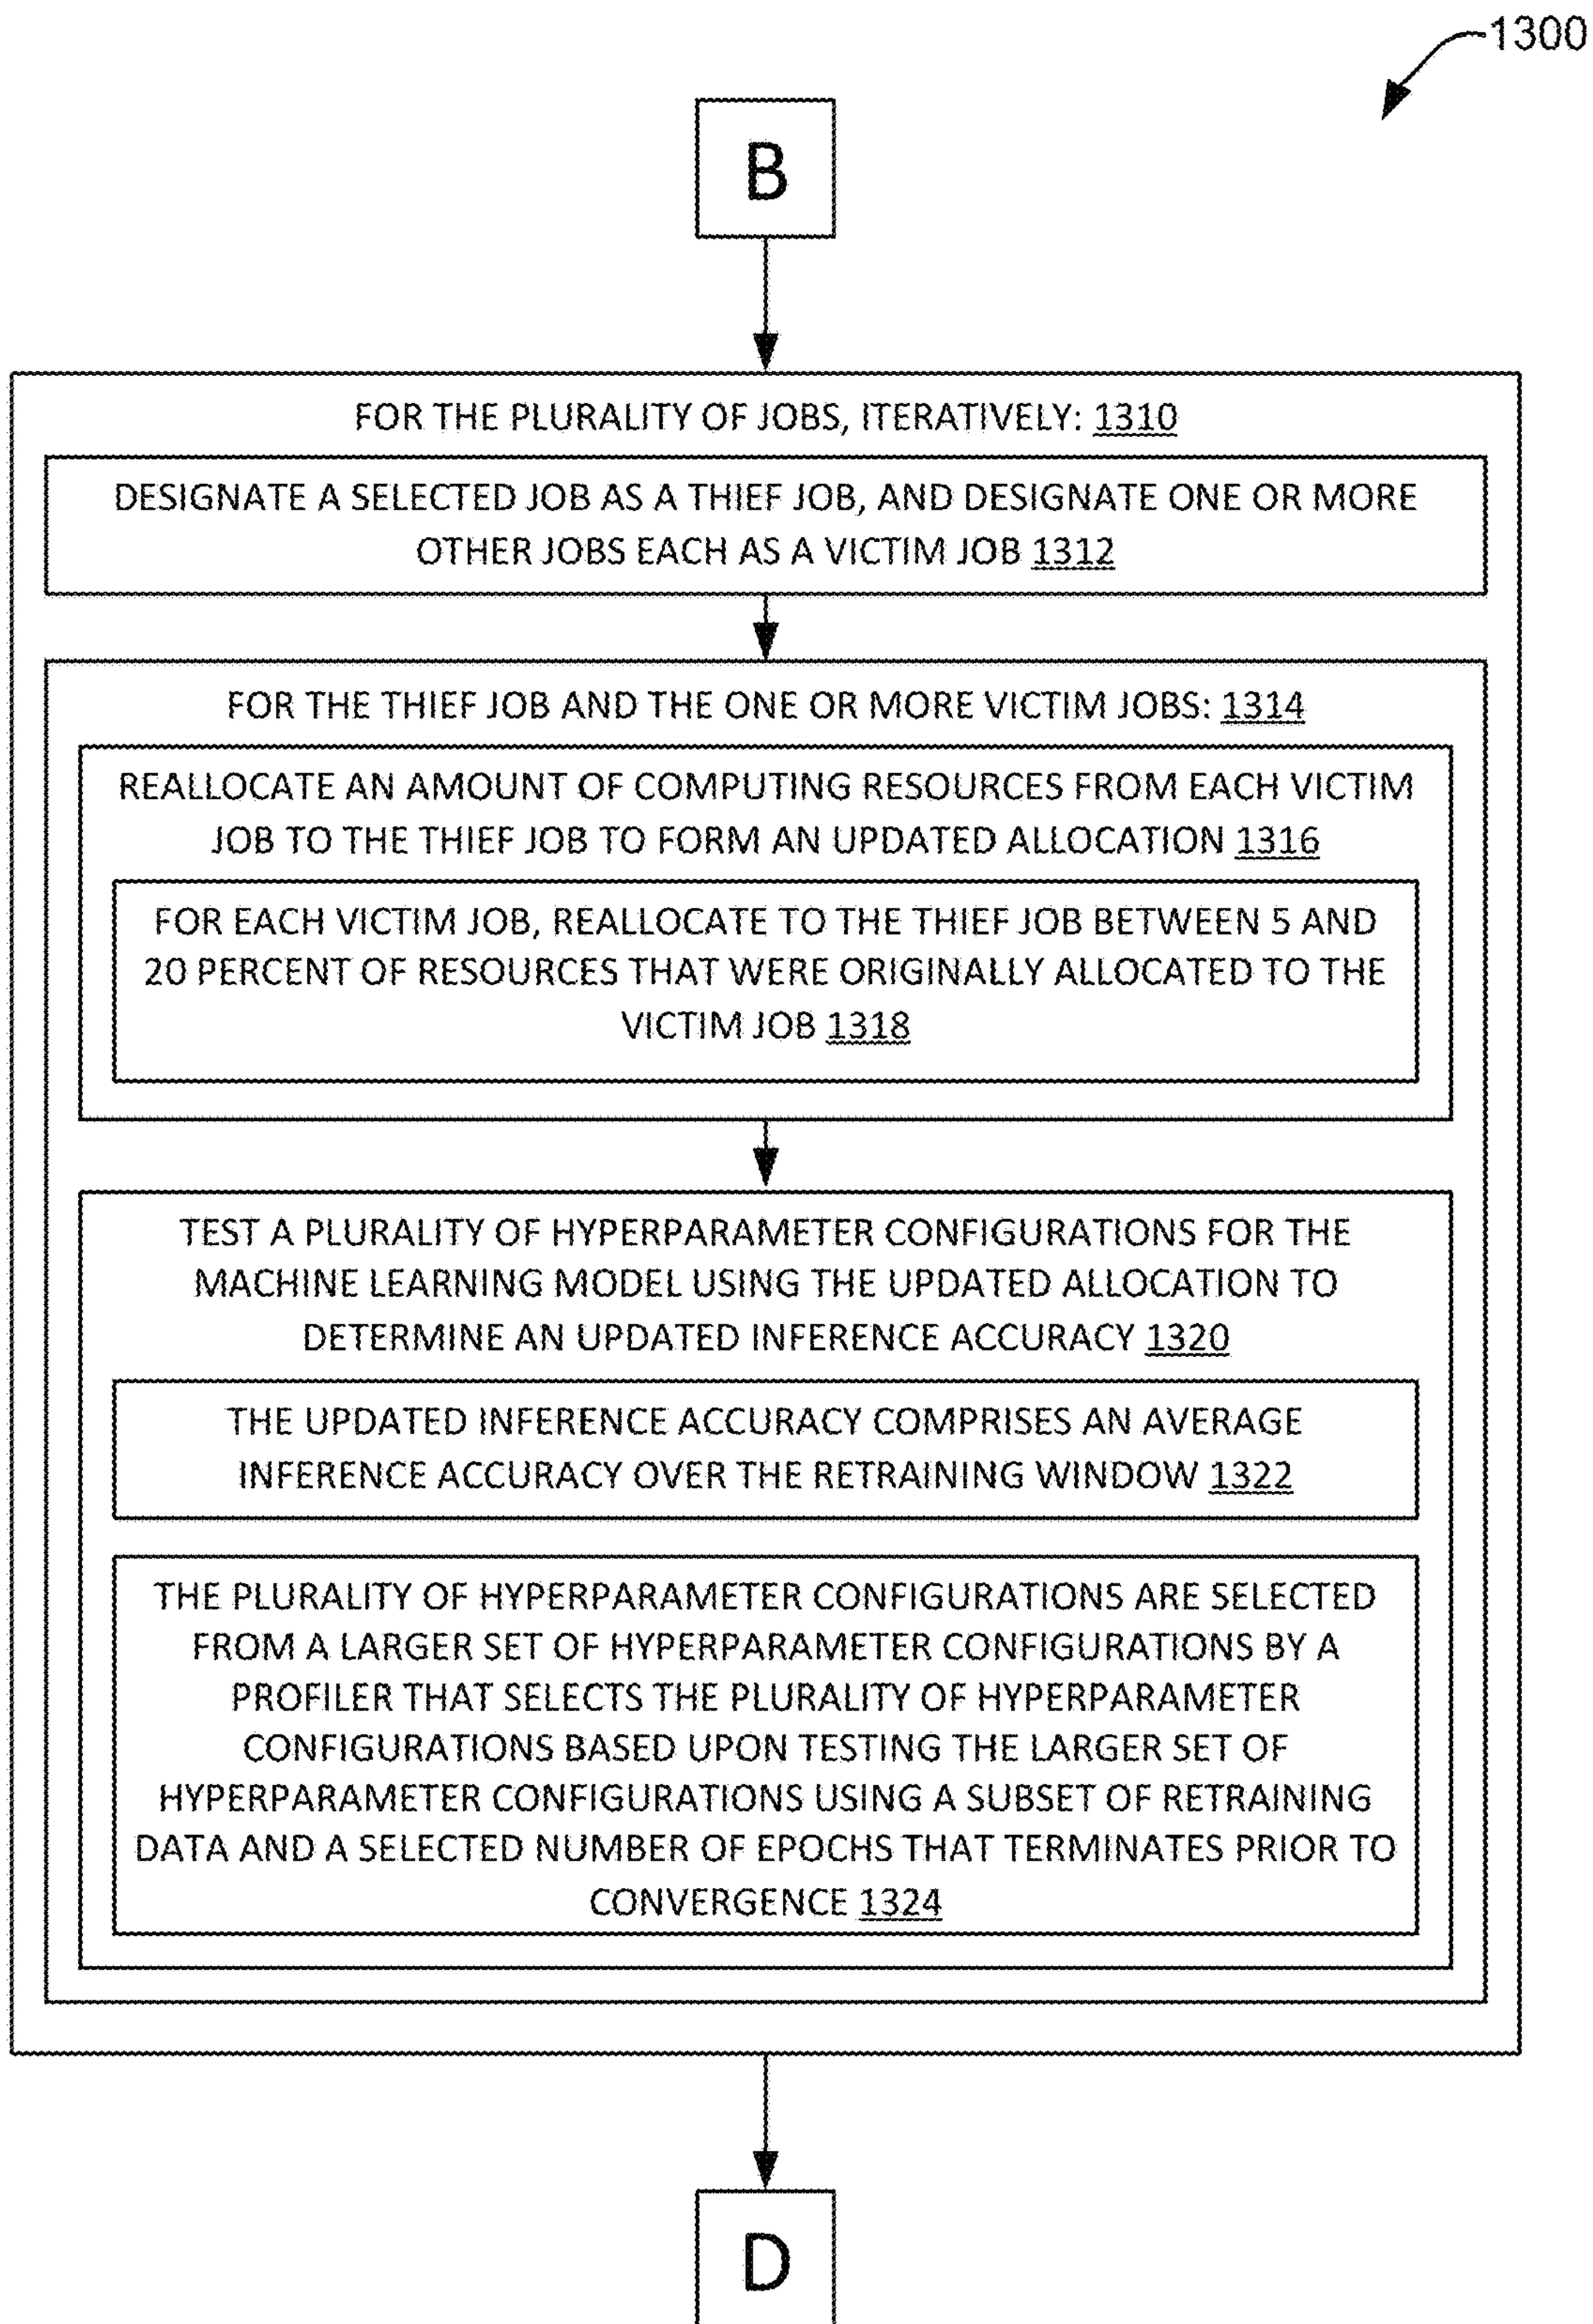 1300
B
FOR THE PLURALITY OF JOBS, ITERATIVELY: 1310
DESIGNATE A SELECTED JOB AS A THIEF JOB, AND DESIGNATE ONE OR MORE
OTHER JOBS EACH AS A VICTIM JOB 1312
FOR THE THIEF JOB AND THE ONE OR MORE VICTIM JOBS: 1314
REALLOCATE AN AMOUNT OF COMPUTING RESOURCES FROM EACH VICTIM
JOB TO THE THIEF JOB TO FORM AN UPDATED ALLOCATION 1316
FOR EACH VICTIM JOB, REALLOCATE TO THE THIEF JOB BETWEEN 5 AND
20 PERCENT OF RESOURCES THAT WERE ORIGINALLY ALLOCATED TO THE
VICTIM JOB 1318
TEST A PLURALITY OF HYPERPARAMETER CONFIGURATIONS FOR THE
MACHINE LEARNING MODEL USING THE UPDATED ALLOCATION TO
DETERMINE AN UPDATED INFERENCE ACCURACY 1320
THE UPDATED INFERENCE ACCURACY COMPRISES AN AVERAGE
INFERENCE ACCURACY OVER THE RETRAINING WINDOW 1322
THE PLURALITY OF HYPERPARAMETER CONFIGURATIONS ARE SELECTED
FROM A LARGER SET OF HYPERPARAMETER CONFIGURATIONS BY A
PROFILER THAT SELECTS THE PLURALITY OF HYPERPARAMETER
CONFIGURATIONS BASED UPON TESTING THE LARGER SET OF
HYPERPARAMETER CONFIGURATIONS USING A SUBSET OF RETRAINING
DATA AND A SELECTED NUMBER OF EPOCHS THAT TERMINATES PRIOR TO
CONVERGENCE 1324
D